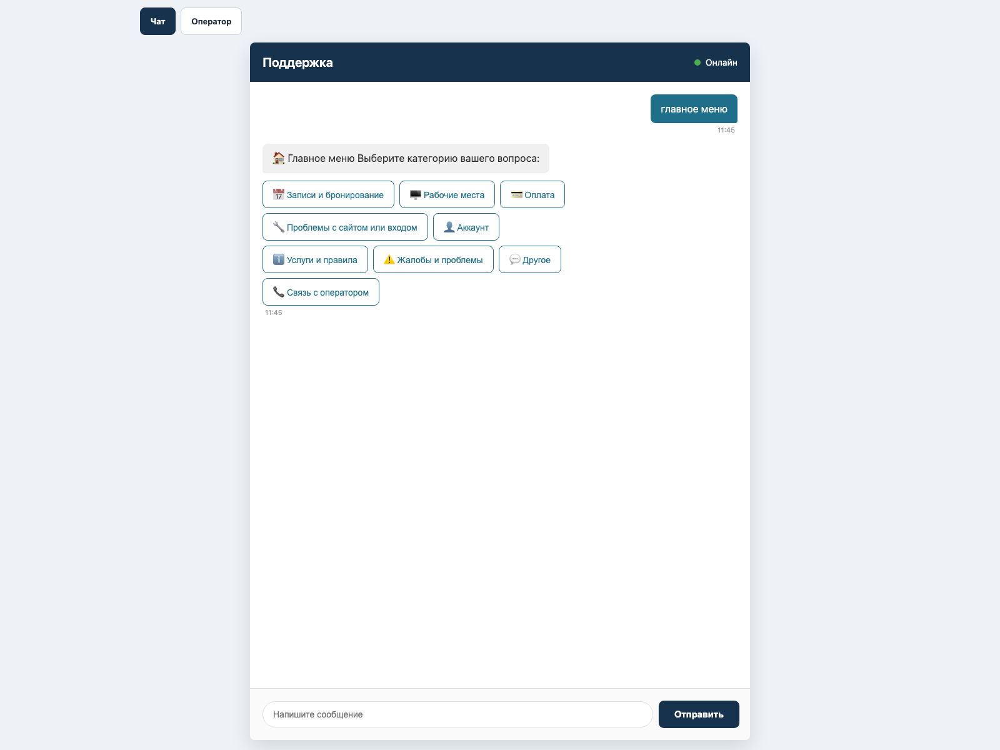 Чат Оператор
Поддержка Онлайн
главное меню
11:45
🏠 Главное меню Выберите категорию вашего вопроса:
📅 Записи и бронирование 🖥️ Рабочие места 💳 Оплата
🔧 Проблемы с сайтом или входом 👤 Аккаунт
ℹ️ Услуги и правила ⚠️ Жалобы и проблемы 💬 Другое
📞 Связь с оператором
11:45
Напишите сообщение Отправить